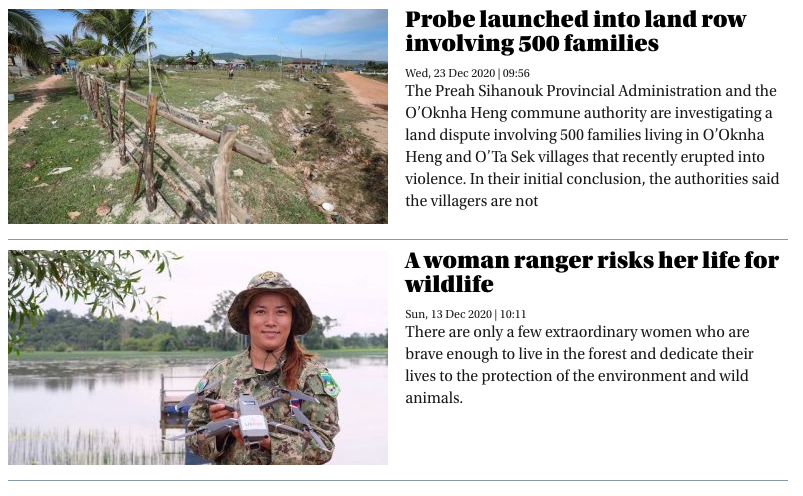 Probe launched into land row
involving 500 families
Wed, 23 Dec 2020 | 09:56
The Preah Sihanouk Provincial Administration and the
O’Oknha Heng commune authority are investigating a
land dispute involving 500 families living in O’Oknha
Heng and O’Ta Sek villages that recently erupted into
violence. In their initial conclusion, the authorities said
the villagers are not
A woman ranger risks her life for
wildlife
Sun, 13 Dec 2020 | 10:11
There are only a few extraordinary women who are
brave enough to live in the forest and dedicate their
lives to the protection of the environment and wild
animals.